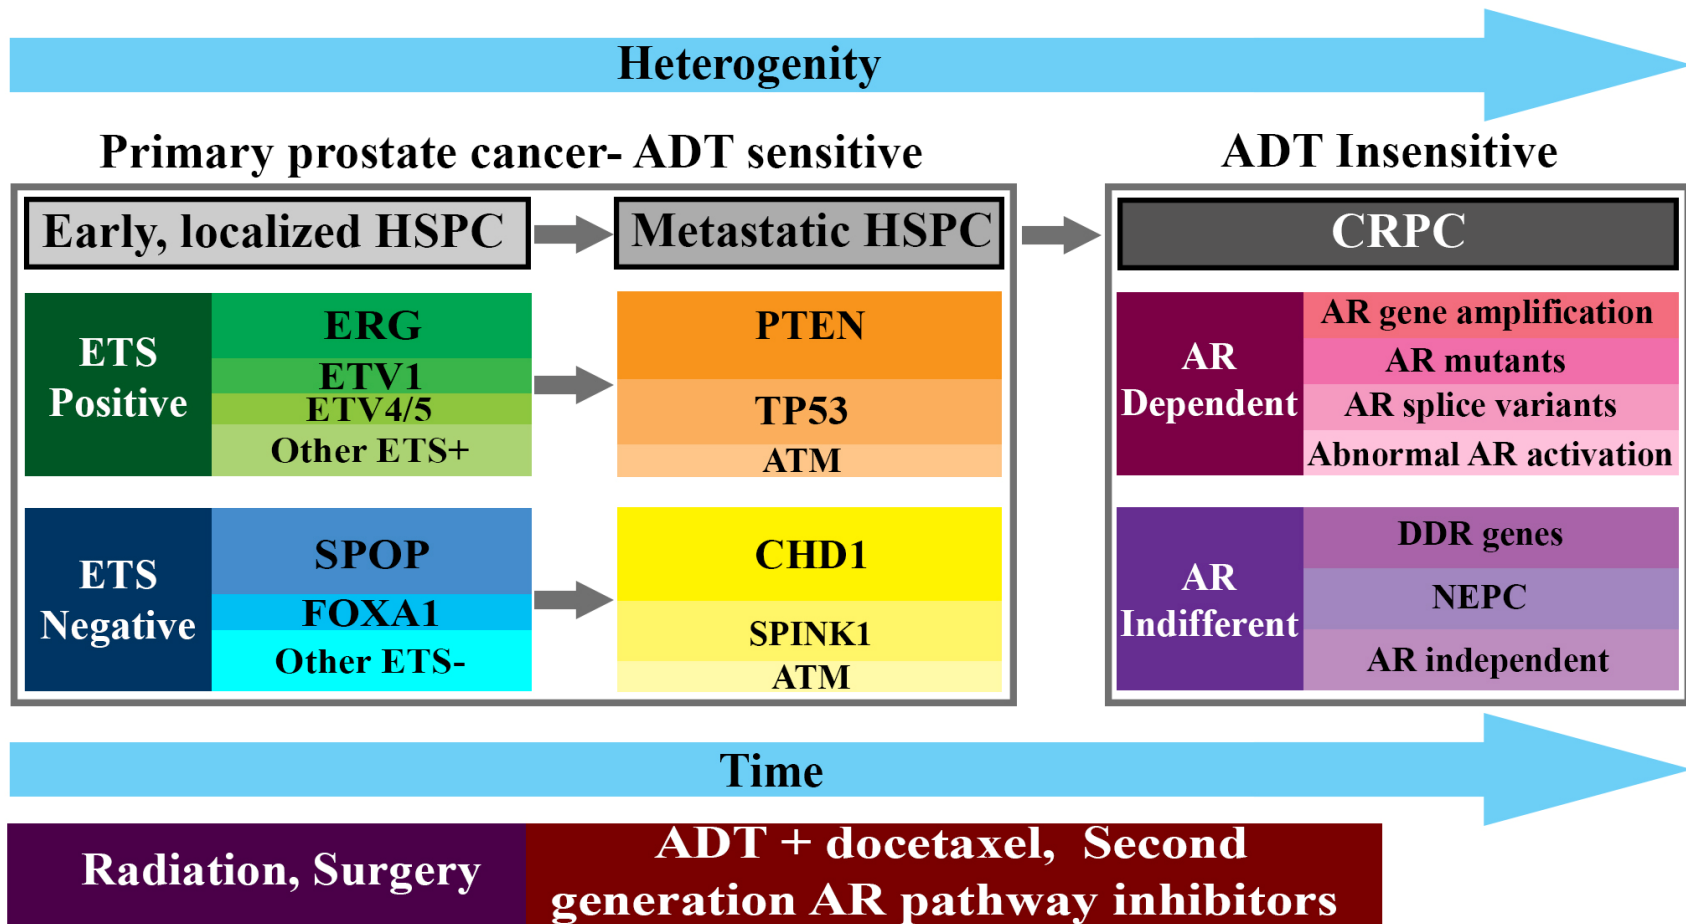 Heterogenity
Primary prostate cancer- ADT sensitive
ADT Insensitive
Early, localized HSPC
Metastatic HSPC
CRPC
ETS
Positive
ERG
ETV1
ETV4/5
Other ETS+
PTEN
TP53
ATM
AR
Dependent
AR gene amplification
AR mutants
AR splice variants
Abnormal AR activation
ETS
Negative
SPOP
FOXA1
Other ETS-
CHD1
SPINK1
ATM
AR
Indifferent
DDR genes
NEPC
AR independent
Time
Radiation, Surgery
ADT + docetaxel, Second
generation AR pathway inhibitors